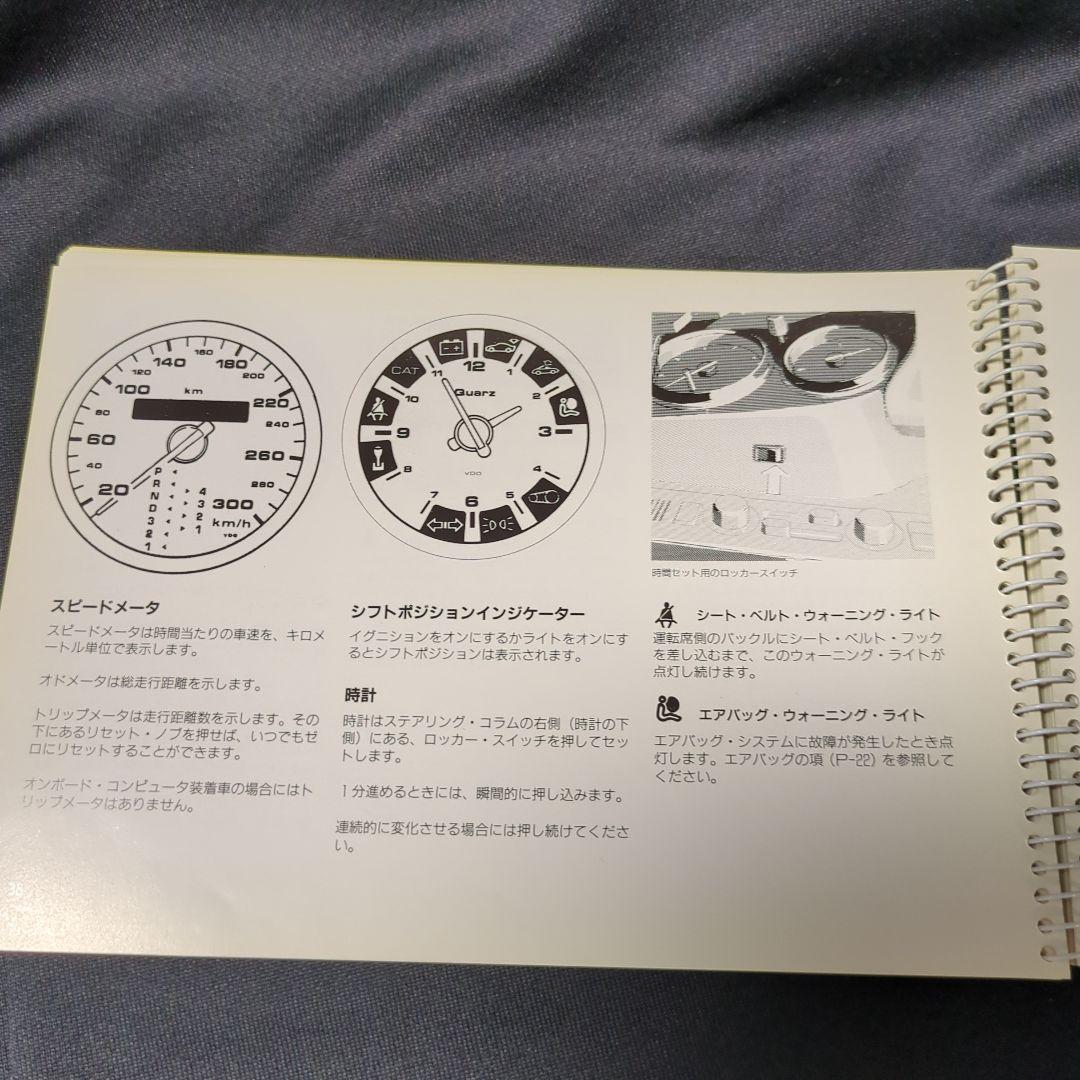 160
140
180
120
200
100
km
220
80
240
60
260
40
280
20
300
km/h
VDO
P
R
N
D
3
2
1
4
3
2
1
CAT
12
11
1
Quarz
10
2
9
3
VDO
8
4
7
5
6
時間セット用のロッカースイッチ
スピードメータ
スピードメータは時間当たりの車速を、キロメ
ートル単位で表示します。
オドメータは総走行距離を示します。
トリップメータは走行距離数を示します。その
下にあるリセット・ノブを押せば、いつでもゼ
ロにリセットすることができます。
オンボード・コンピュータ装着車の場合にはト
リップメータはありません。
38
シフトポジションインジケーター
イグニションをオンにするかライトをオンにす
るとシフトポジションは表示されます。
時計
時計はステアリング・コラムの右側（時計の下
側）にある、ロッカー・スイッチを押してセッ
トします。
1分進めるときには、瞬間的に押し込みます。
連続的に変化させる場合には押し続けてくださ
い。
シート・ベルト・ウォーニング・ライト
運転席側のバックルにシート・ベルト・フック
を差し込むまで、このウォーニング・ライトが
点灯し続けます。
エアバッグ・ウォーニング・ライト
エアバッグ・システムに故障が発生したとき点
灯します。エアバッグの項（P-22）を参照して
ください。